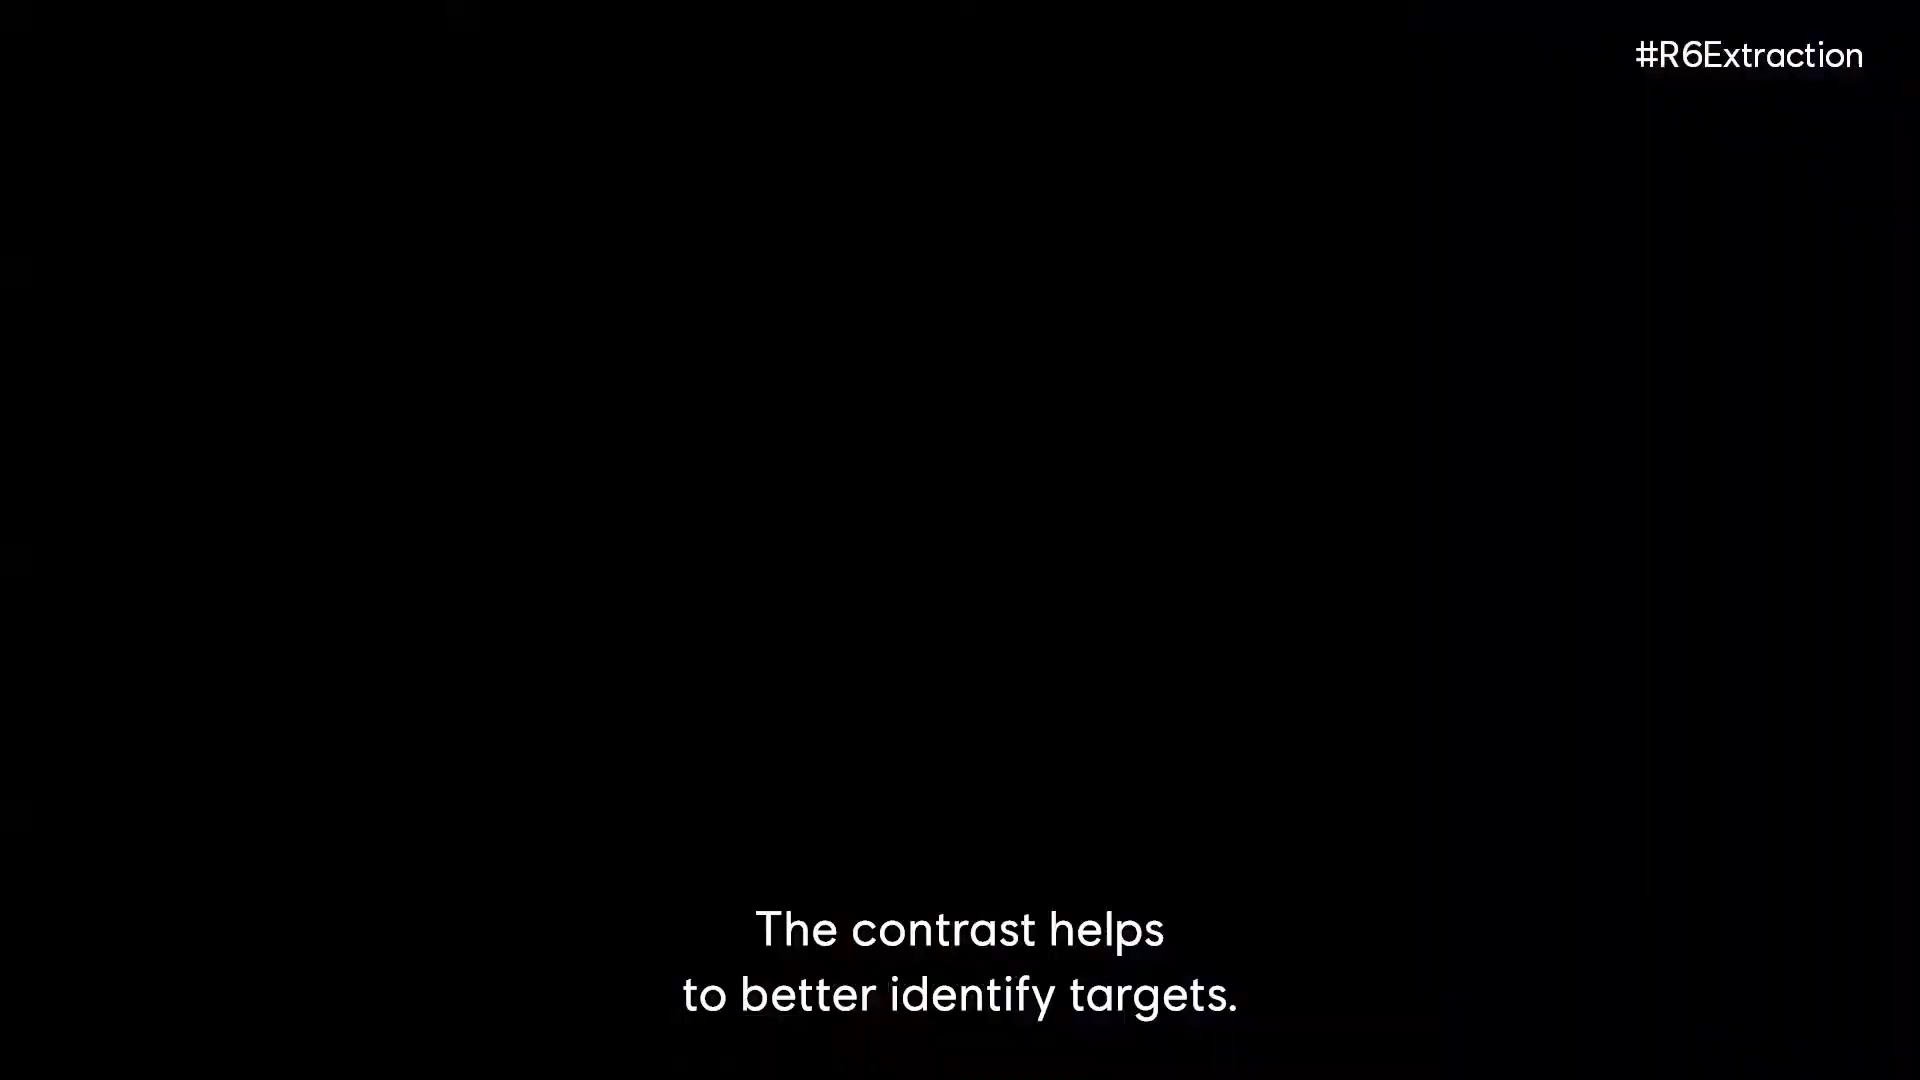 #R6Extraction
The contrast helps
to better identify targets.